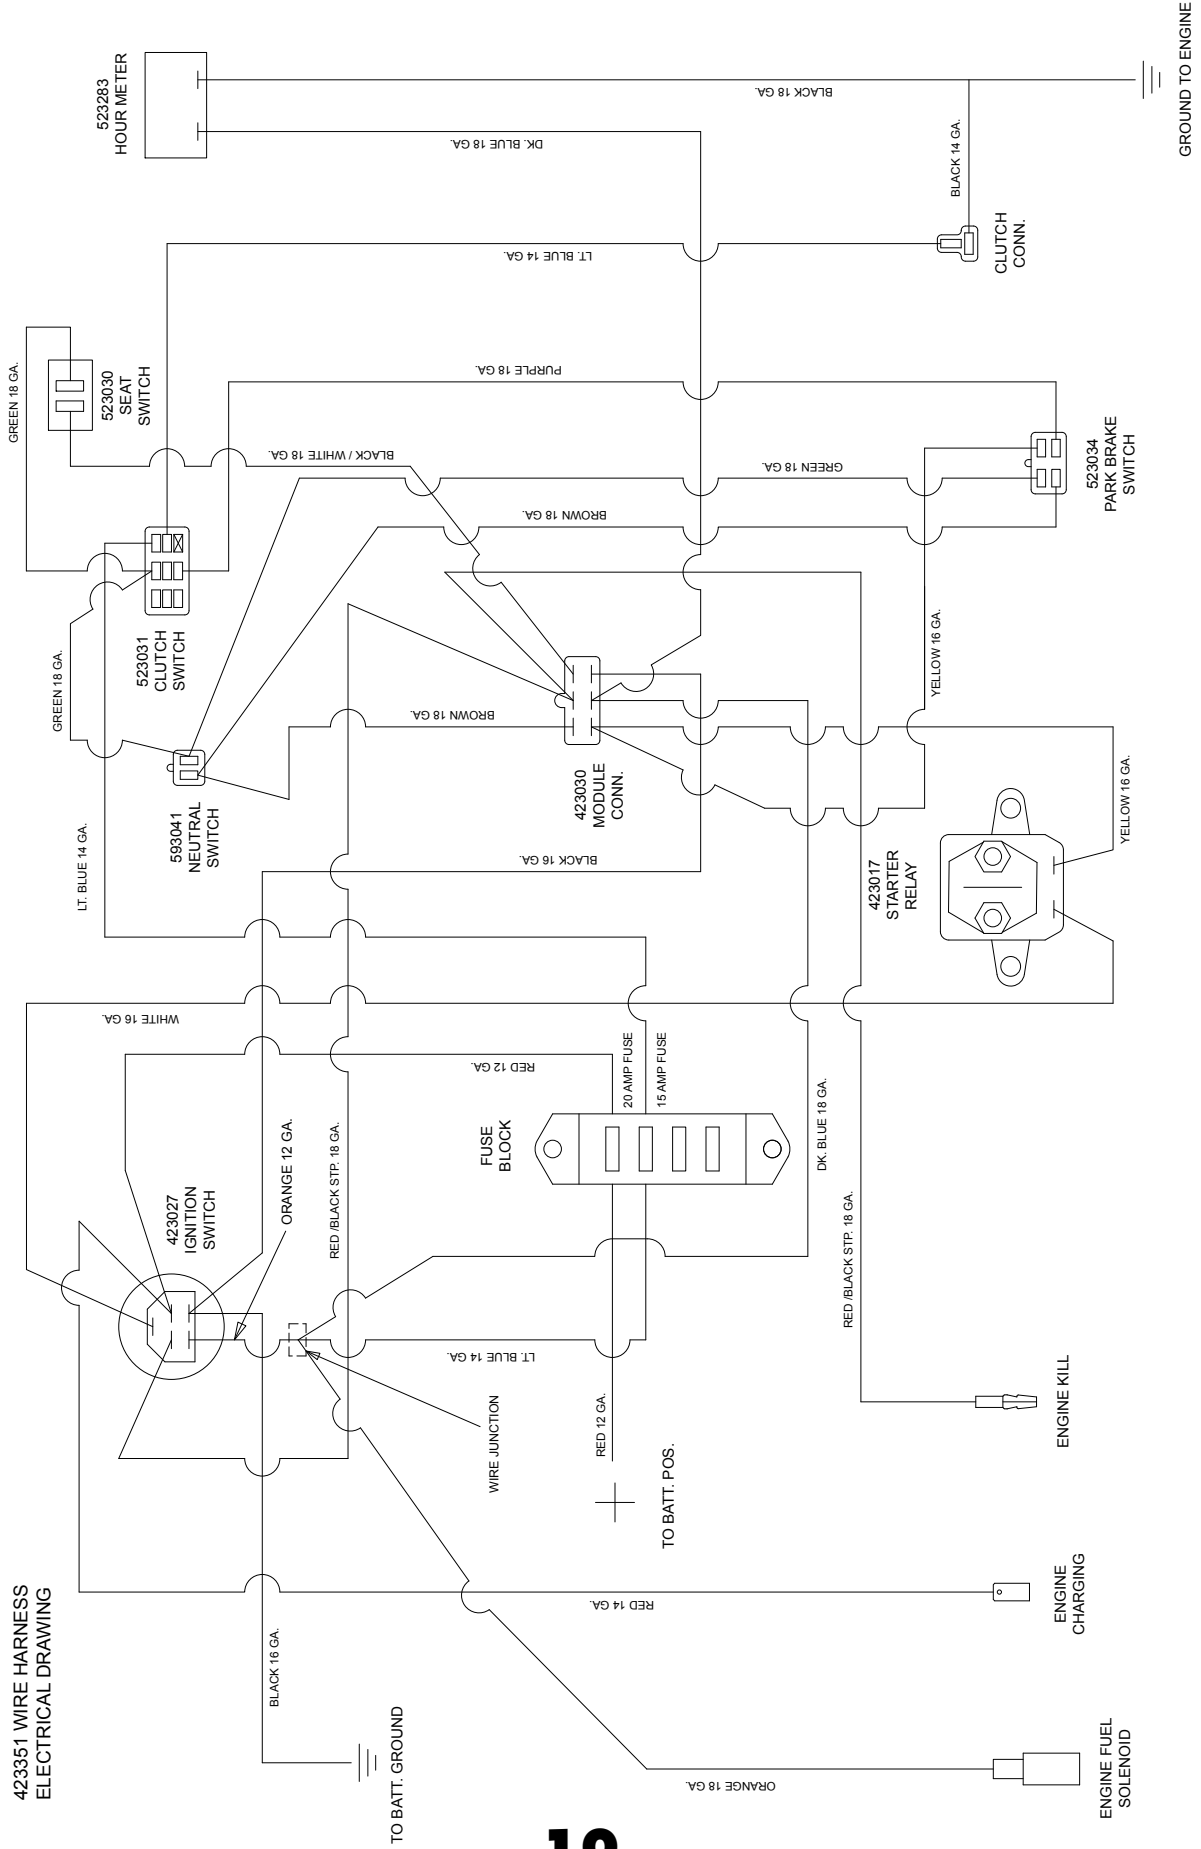 423351 WIRE HARNESS
ELECTRICAL DRAWING
523283
HOUR METER
BLACK 18 GA.
DK. BLUE 18 GA.
GROUND TO ENGINE
BLACK 14 GA.
CLUTCH
CONN.
LT. BLUE 14 GA.
GREEN 18 GA.
523030
SEAT
SWITCH
PURPLE 18 GA.
BLACK / WHITE 18 GA.
GREEN 18 GA.
BROWN 18 GA.
523034
PARK BRAKE
SWITCH
523031
CLUTCH
SWITCH
GREEN 18 GA.
YELLOW 16 GA.
BROWN 18 GA.
593041
NEUTRAL
SWITCH
423030
MODULE
CONN.
LT. BLUE 14 GA.
BLACK 16 GA.
423017
STARTER
RELAY
YELLOW 16 GA.
WHITE 16 GA.
RED 12 GA.
20 AMP FUSE
15 AMP FUSE
FUSE
BLOCK
DK. BLUE 18 GA.
423027
IGNITION
SWITCH
ORANGE 12 GA.
RED /BLACK STP. 18 GA.
RED /BLACK STP. 18 GA.
LT. BLUE 14 GA.
WIRE JUNCTION
RED 12 GA.
TO BATT. POS.
ENGINE KILL
RED 14 GA.
ENGINE
CHARGING
BLACK 16 GA.
TO BATT. GROUND
ORANGE 18 GA.
ENGINE FUEL
SOLENOID